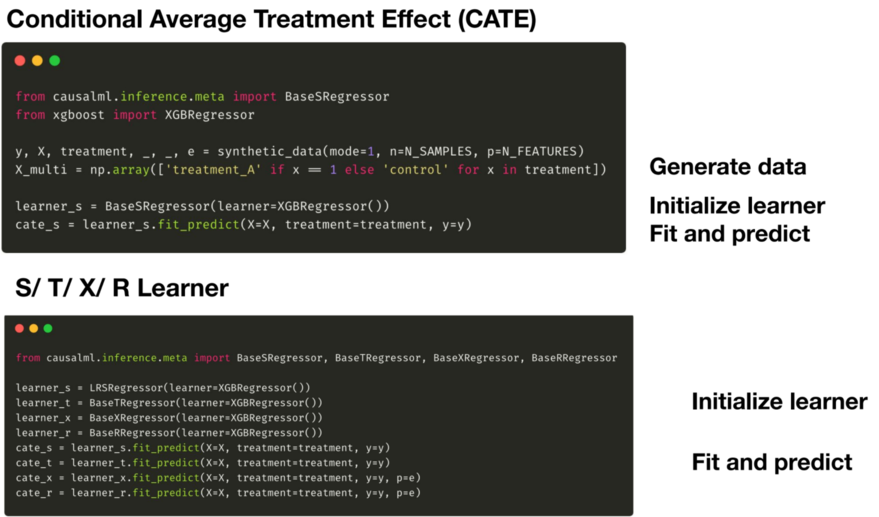 Conditional Average Treatment Effect (CATE)
from causalml.inference.meta import BaseSRegressor
from xgboost import XGBRegressor
y, X, treatment, _, _, e = synthetic_data(mode=1, n=N_SAMPLES, p=N_FEATURES)
X_multi = np.array(['treatment_A' if x == 1 else 'control' for x in treatment])
Generate data
learner_s = BaseSRegressor(learner=XGBRegressor())
Initialize learner
cate_s = learner_s.fit_predict(X=X, treatment=treatment, y=y)
Fit and predict
S/ T/ X/ R Learner
from causalml.inference.meta import BaseSRegressor, BaseTRegressor, BaseXRegressor, BaseRRegressor
learner_s = LRSRegressor(learner=XGBRegressor())
learner_t = BaseTRegressor(learner=XGBRegressor())
learner_x = BaseXRegressor(learner=XGBRegressor())
learner_r = BaseRRegressor(learner=XGBRegressor())
Initialize learner
cate_s = learner_s.fit_predict(X=X, treatment=treatment, y=y)
cate_t = learner_t.fit_predict(X=X, treatment=treatment, y=y)
cate_x = learner_x.fit_predict(X=X, treatment=treatment, y=y, p=e)
cate_r = learner_r.fit_predict(X=X, treatment=treatment, y=y, p=e)
Fit and predict